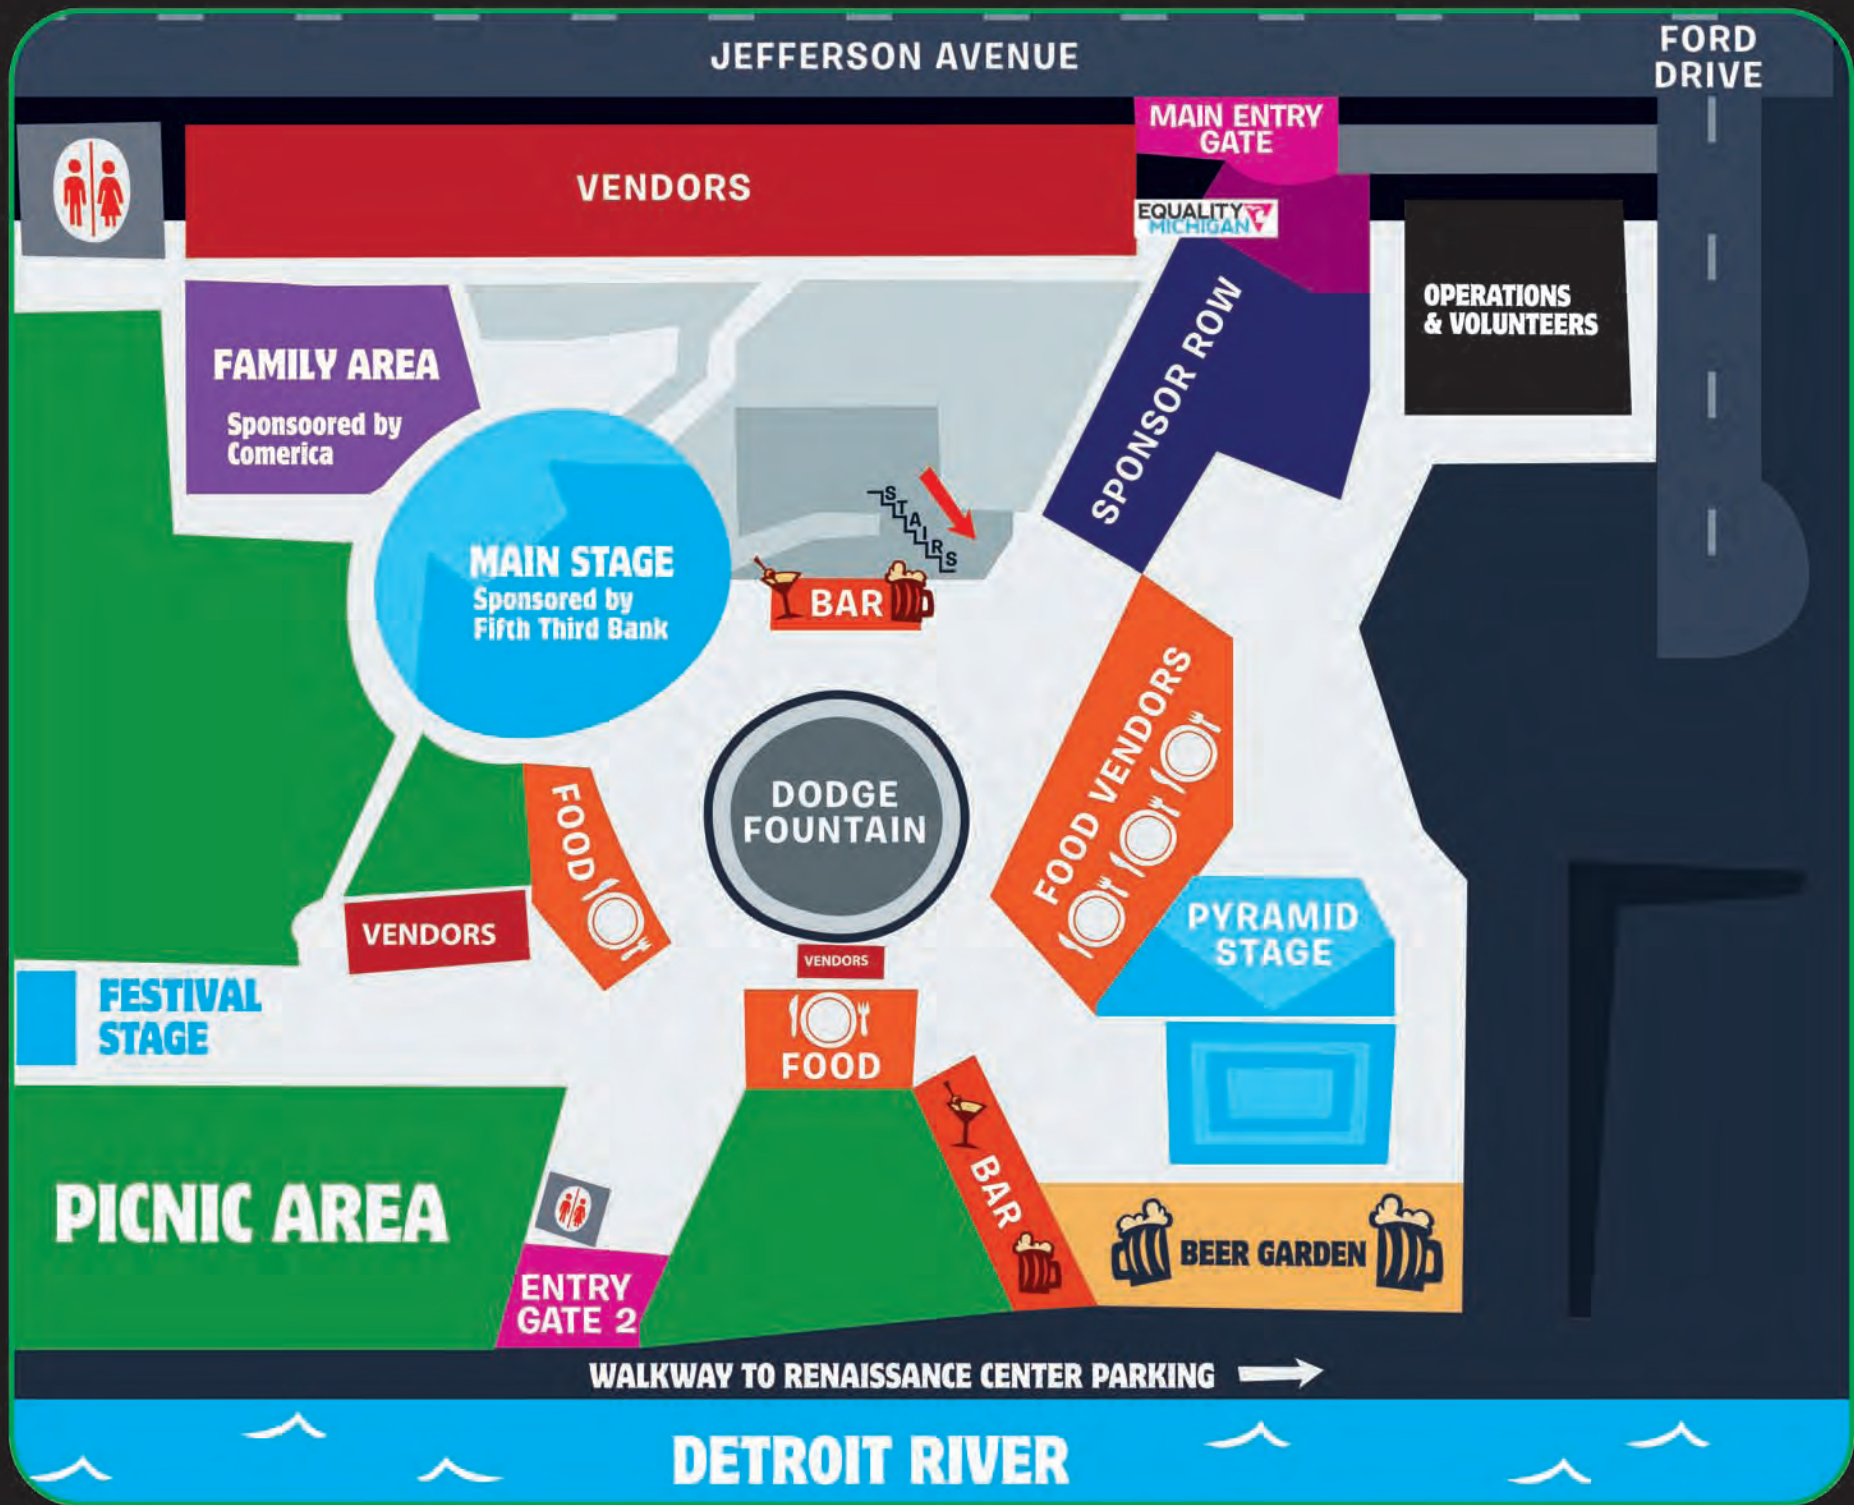 JEFFERSON AVENUE
FORD
DRIVE
MAIN ENTRY
GATE
VENDORS
EQUALITY
MICHIGAN
OPERATIONS
& VOLUNTEERS
SPONSOR ROW
FAMILY AREA
Sponsoored by
Comerica
STAIRS
MAIN STAGE
Sponsored by
Fifth Third Bank
BAR
FOOD VENDORS
DODGE
FOUNTAIN
FOOD
VENDORS
PYRAMID
STAGE
VENDORS
FESTIVAL
STAGE
FOOD
BAR
PICNIC AREA
BEER GARDEN
ENTRY
GATE 2
WALKWAY TO RENAISSANCE CENTER PARKING
DETROIT RIVER